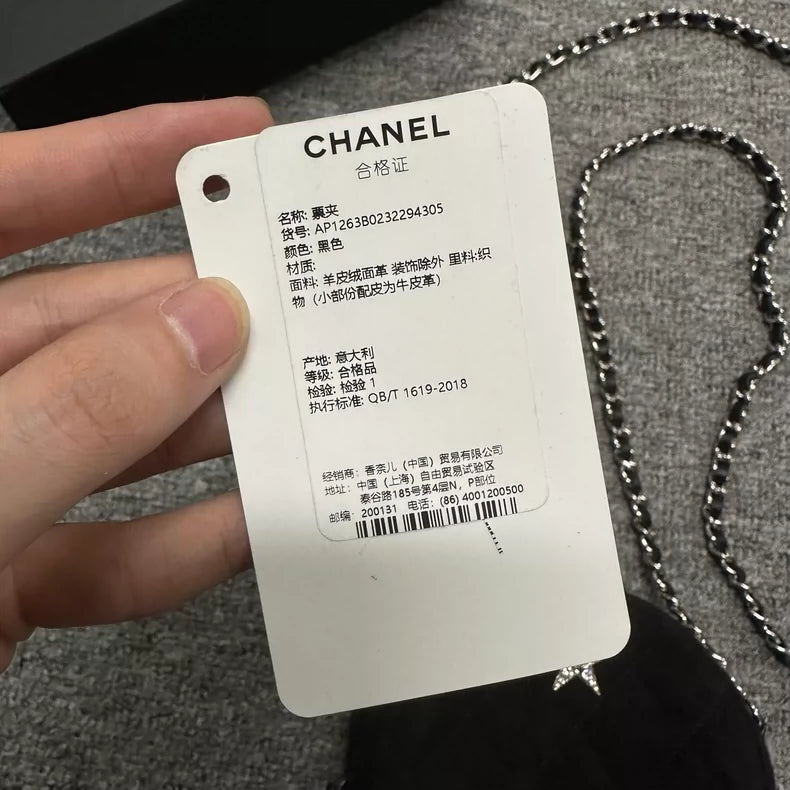 CHANEL
合格证
名称: 票夹
货号: AP1263B0232294305
颜色: 黑色
材质:
面料: 羊皮绒面革 装饰除外 里料:织
物（小部份配皮为牛皮革）
产地: 意大利
等级: 合格品
检验: 检验 1
执行标准: QB/T 1619-2018
经销商: 香奈儿（中国）贸易有限公司
地址: 中国（上海）自由贸易试验区
泰谷路185号第4层N，P部位
邮编: 200131 电话: (86) 4001200500